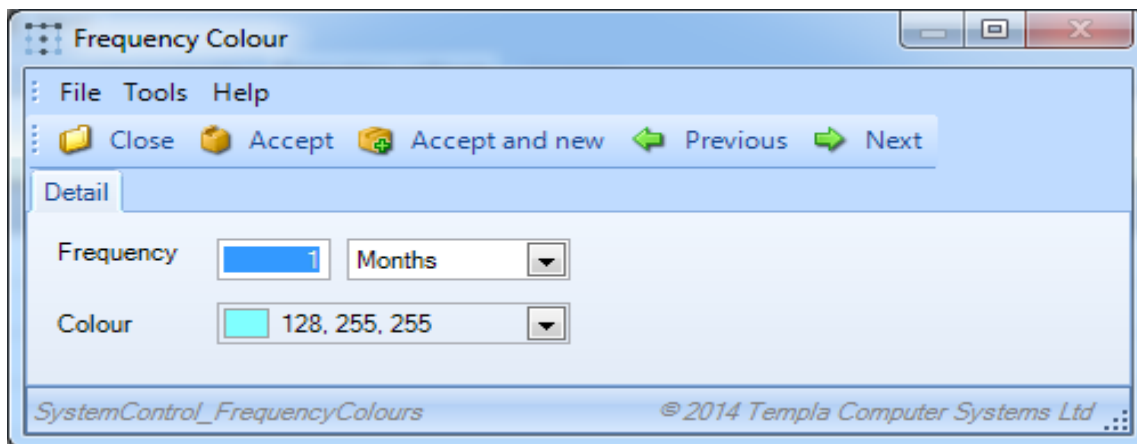 Frequency Colour
File Tools Help
Close Accept Accept and new Previous Next
Detail
Frequency 1 Months
Colour 128, 255, 255
SystemControl_FrequencyColours © 2014 Templa Computer Systems Ltd